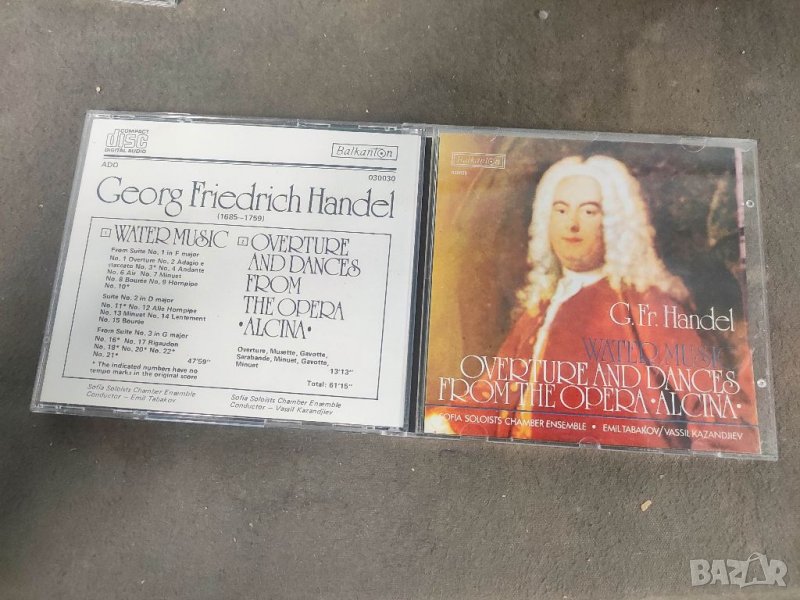 COMPACT
disc
DIGITAL AUDIO
Balkanton
ADD
030030
Georg Friedrich Handel
(1685-1759)
1 WATER MUSIC
From Suite No. 1 in F major
No. 1 Overture No. 2 Adagio e
staccato No. 3* No. 4 Andante
No. 6 Air No. 7 Minuet
No. 8 Bourée No. 9 Hornpipe
No. 10*
Suite No. 2 in D major
No. 11* No. 12 Alla Hornpipe
No. 13 Minuet No. 14 Lentement
No. 15 Bourée
From Suite No. 3 in G major
No. 16* No. 17 Rigaudon
No. 19* No. 20* No. 22*
No. 21*
47'59"
* The indicated numbers have no
tempo marks in the original score
2 OVERTURE
AND DANCES
FROM
THE OPERA
•ALCINA•
Overture, Musette, Gavotte,
Sarabande, Minuet, Gavotte,
Minuet
13'13"
Total: 61'15"
Sofia Soloists Chamber Ensemble
Conductor – Emil Tabakov
Sofia Soloists Chamber Ensemble
Conductor – Vassil Kazandjiev
Balkanton
G. Fr. Handel
WATER MUSIC
OVERTURE AND DANCES
FROM THE OPERA •ALCINA•
SOFIA SOLOISTS CHAMBER ENSEMBLE • EMIL TABAKOV/VASSIL KAZANDJIEV
BAZAR